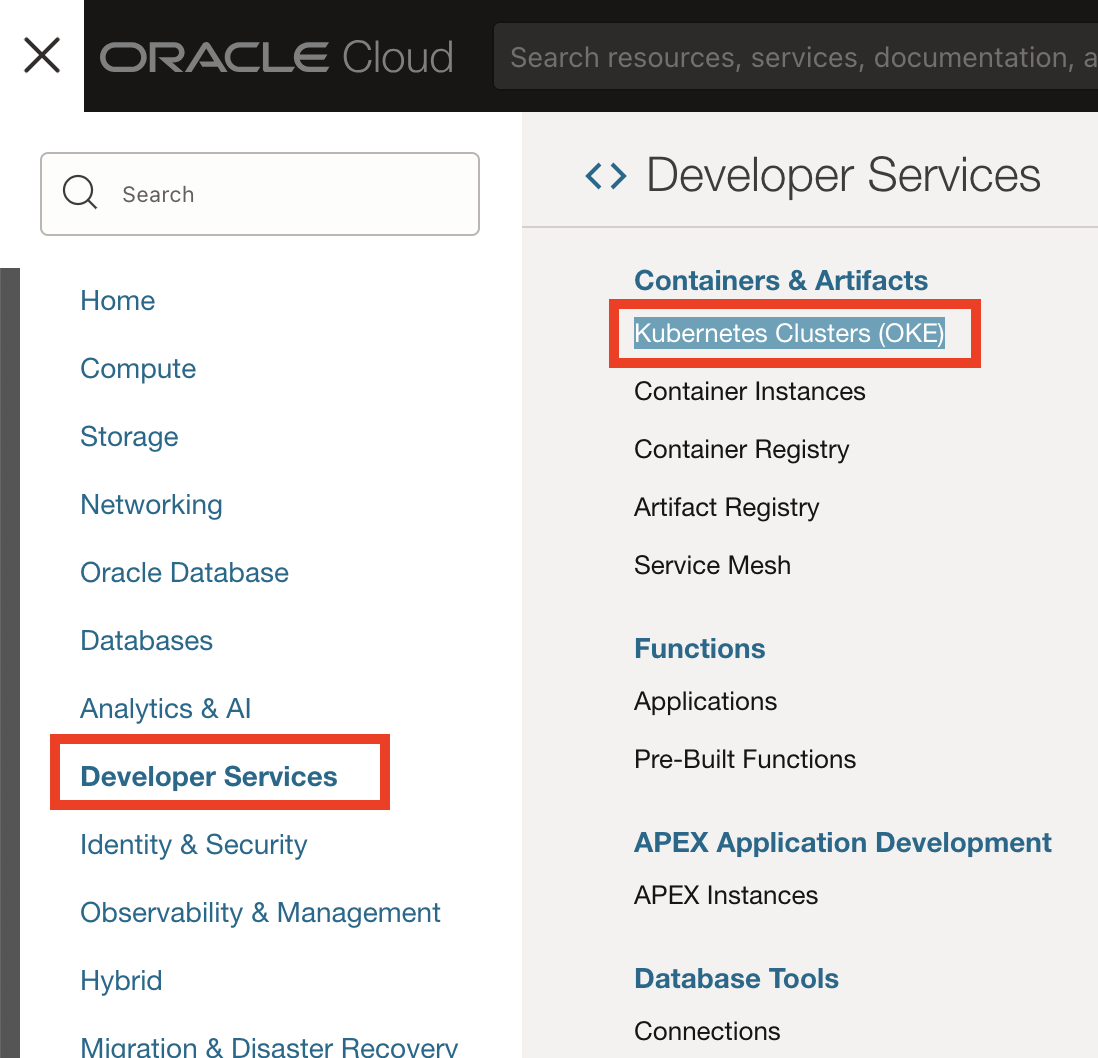 ORACLE Cloud
Search resources, services, documentation, a
Search
Home
Compute
Storage
Networking
Oracle Database
Databases
Analytics & AI
Developer Services
Identity & Security
Observability & Management
Hybrid
Migration & Disaster Recovery
Developer Services
Containers & Artifacts
Kubernetes Clusters (OKE)
Container Instances
Container Registry
Artifact Registry
Service Mesh
Functions
Applications
Pre-Built Functions
APEX Application Development
APEX Instances
Database Tools
Connections